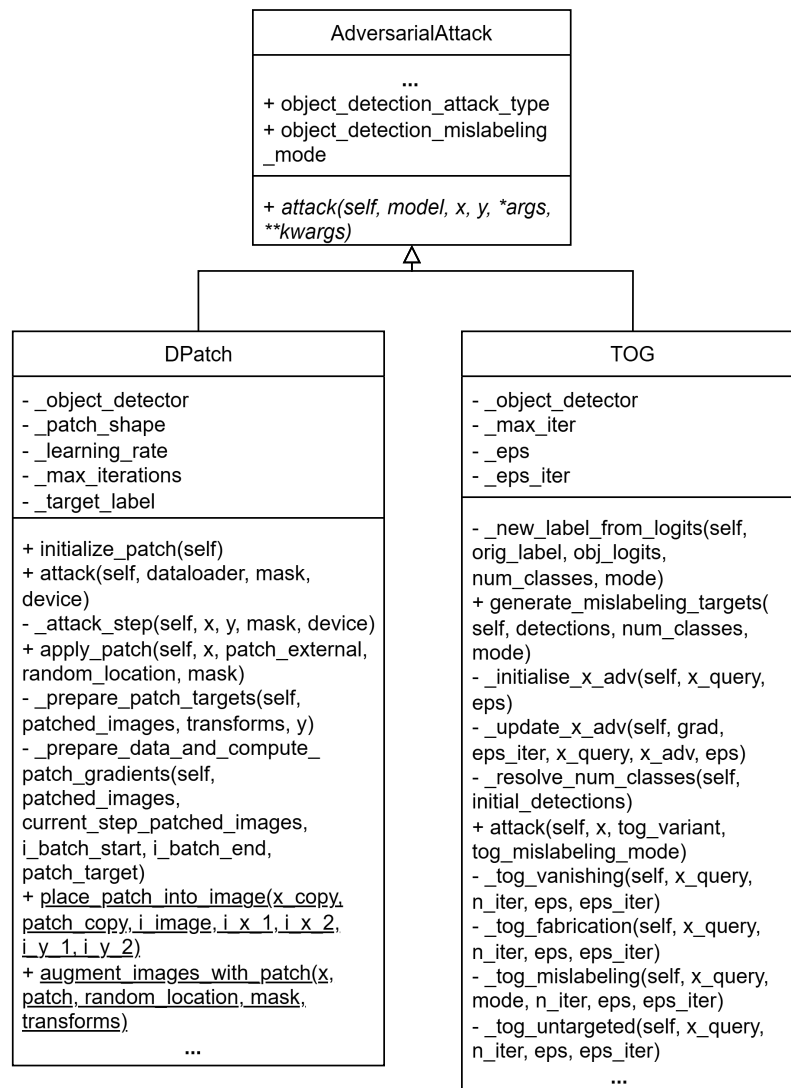 AdversarialAttack
...
+ object_detection_attack_type
+ object_detection_mislabeling
_mode
+ attack(self, model, x, y, *args,
**kwargs)
DPatch
- _object_detector
- _patch_shape
- _learning_rate
- _max_iterations
- _target_label
+ initialize_patch(self)
+ attack(self, dataloader, mask,
device)
- _attack_step(self, x, y, mask, device)
+ apply_patch(self, x, patch_external,
random_location, mask)
- _prepare_patch_targets(self,
patched_images, transforms, y)
- _prepare_data_and_compute_
patch_gradients(self,
patched_images,
current_step_patched_images,
i_batch_start, i_batch_end,
patch_target)
+ place_patch_into_image(x_copy,
patch_copy, i_image, i_x_1, i_x_2,
i_y_1, i_y_2)
+ augment_images_with_patch(x,
patch, random_location, mask,
transforms)
...
TOG
- _object_detector
- _max_iter
- _eps
- _eps_iter
- _new_label_from_logits(self,
orig_label, obj_logits,
num_classes, mode)
+ generate_mislabeling_targets(
self, detections, num_classes,
mode)
- _initialise_x_adv(self, x_query,
eps)
- _update_x_adv(self, grad,
eps_iter, x_query, x_adv, eps)
- _resolve_num_classes(self,
initial_detections)
+ attack(self, x, tog_variant,
tog_mislabeling_mode)
- _tog_vanishing(self, x_query,
n_iter, eps, eps_iter)
- _tog_fabrication(self, x_query,
n_iter, eps, eps_iter)
- _tog_mislabeling(self, x_query,
mode, n_iter, eps, eps_iter)
- _tog_untargeted(self, x_query,
n_iter, eps, eps_iter)
...